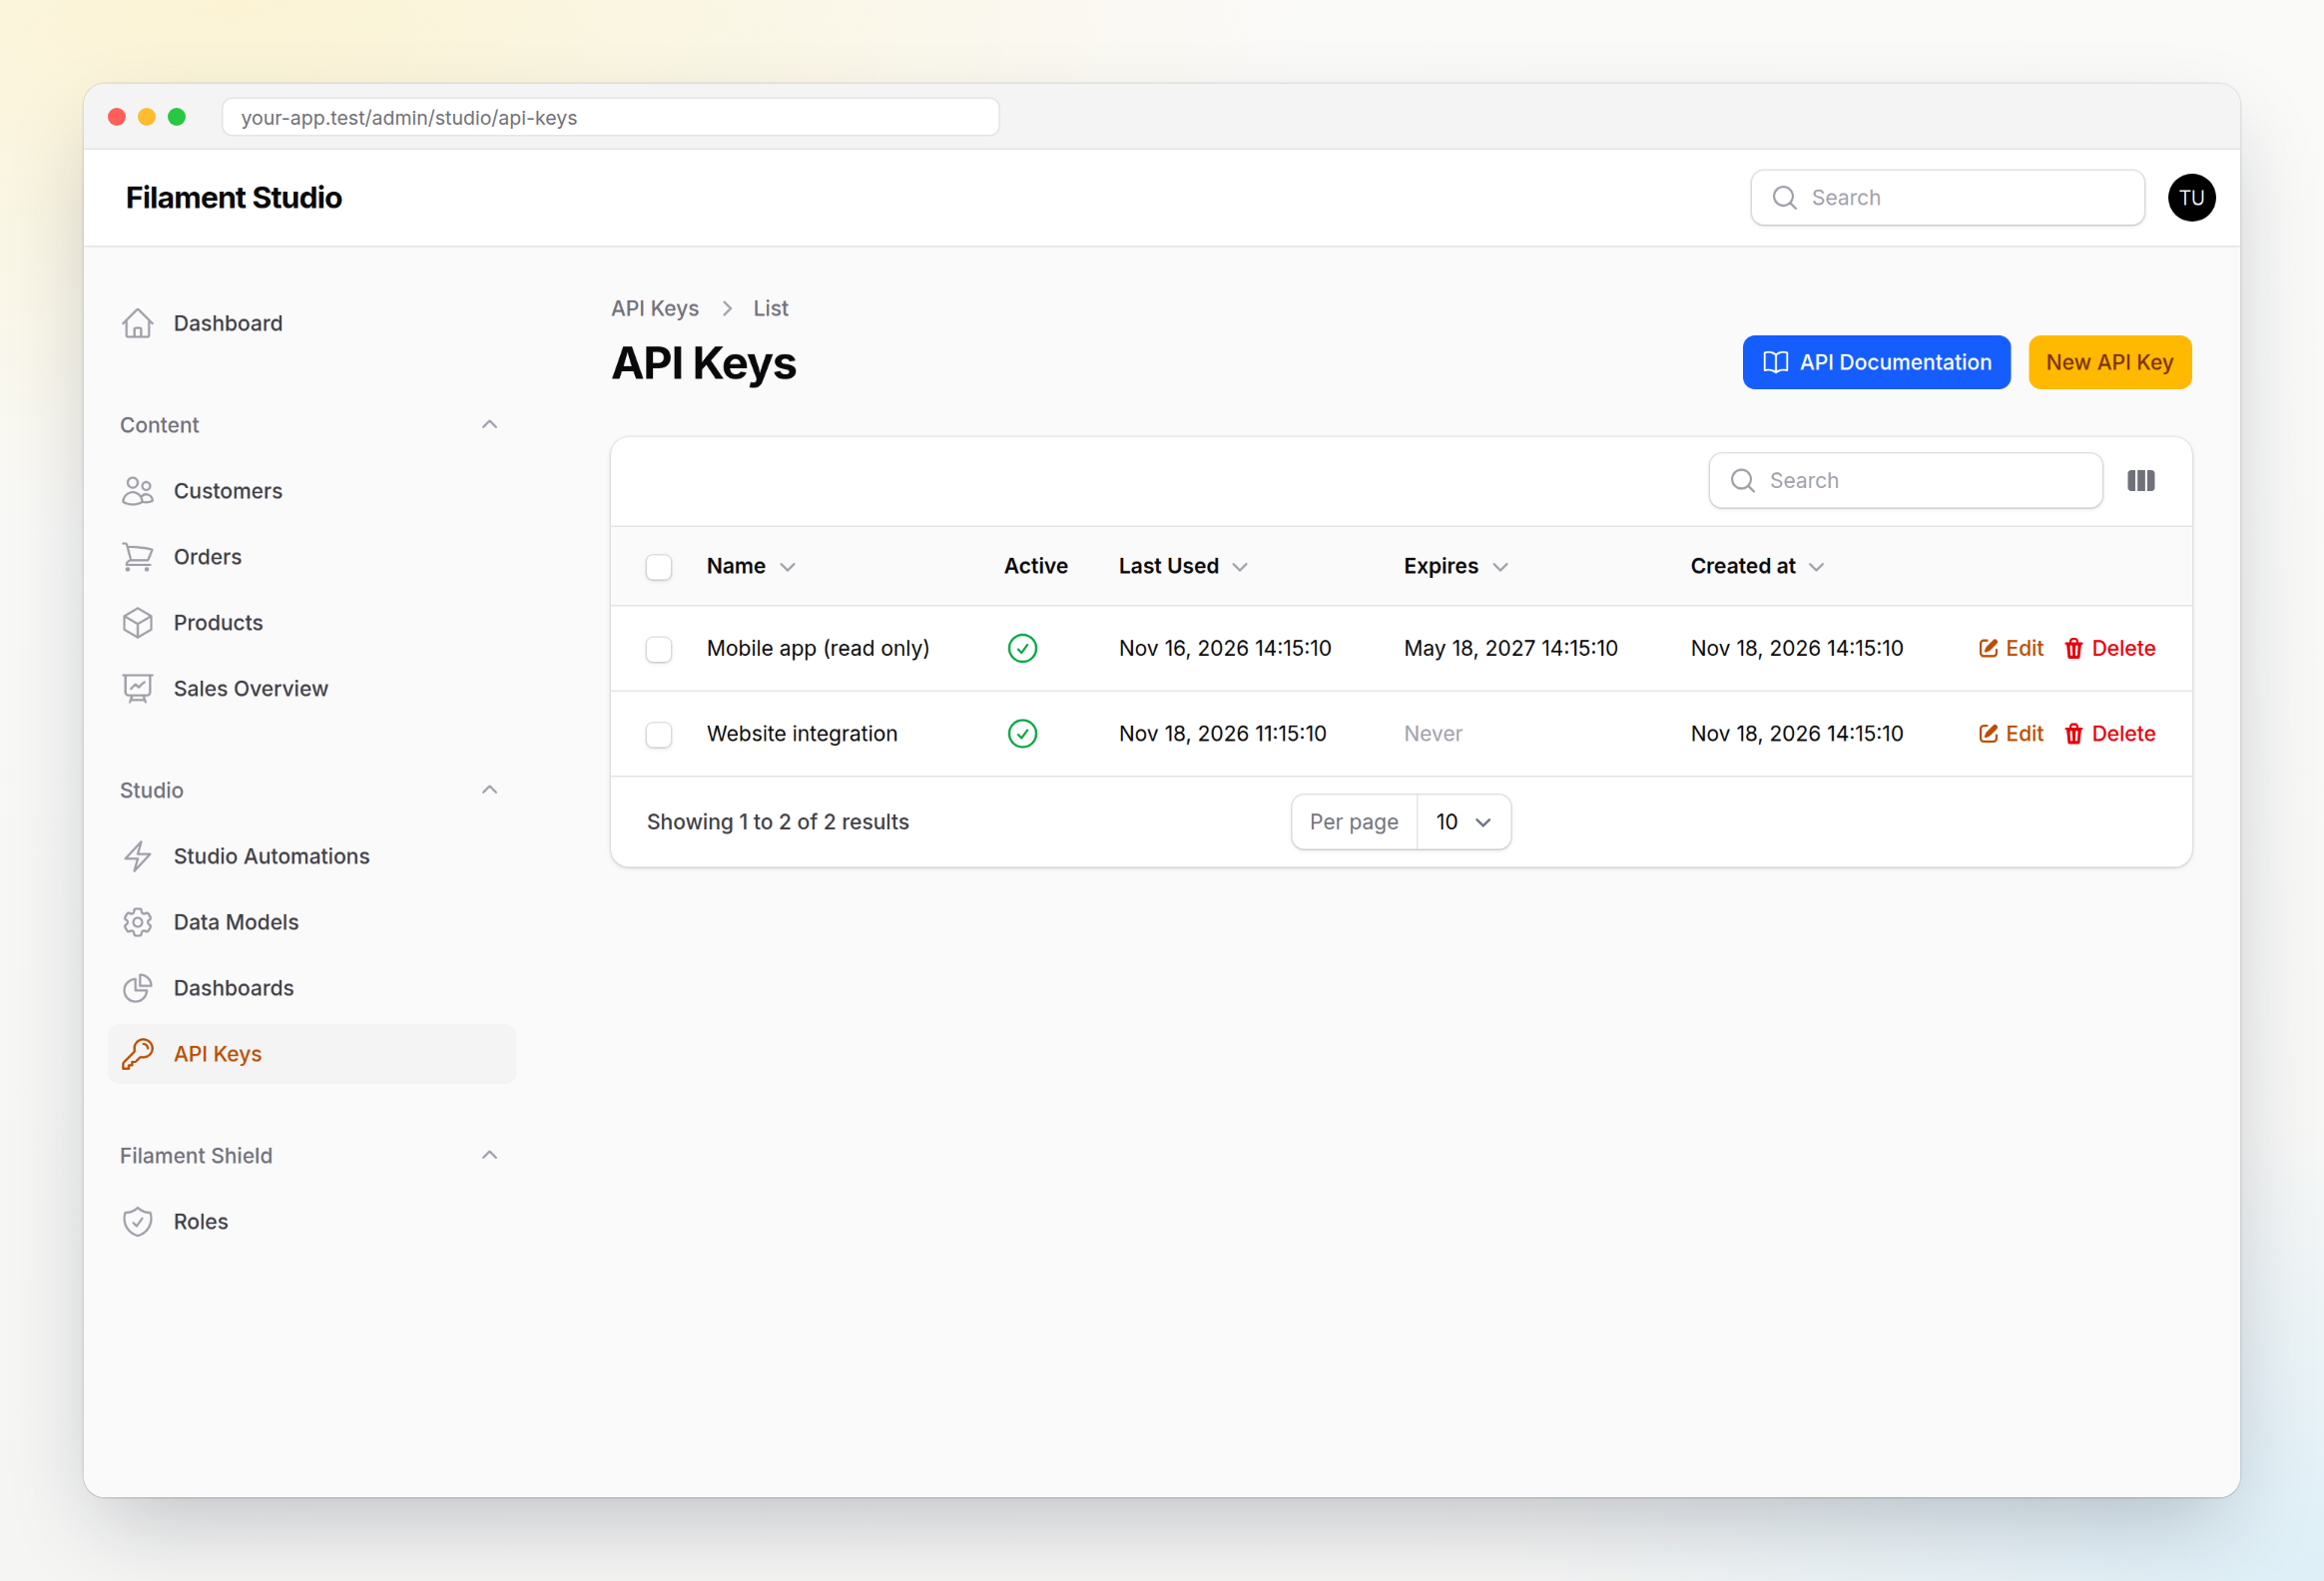 your-app.test/admin/studio/api-keys
Filament Studio
Search
TU
Dashboard
Content
Customers
Orders
Products
Sales Overview
Studio
Studio Automations
Data Models
Dashboards
API Keys
Filament Shield
Roles
API Keys > List
API Keys
API Documentation
New API Key
Search
Name Active Last Used Expires Created at
Mobile app (read only) Nov 16, 2026 14:15:10 May 18, 2027 14:15:10 Nov 18, 2026 14:15:10 Edit Delete
Website integration Nov 18, 2026 11:15:10 Never Nov 18, 2026 14:15:10 Edit Delete
Showing 1 to 2 of 2 results
Per page 10